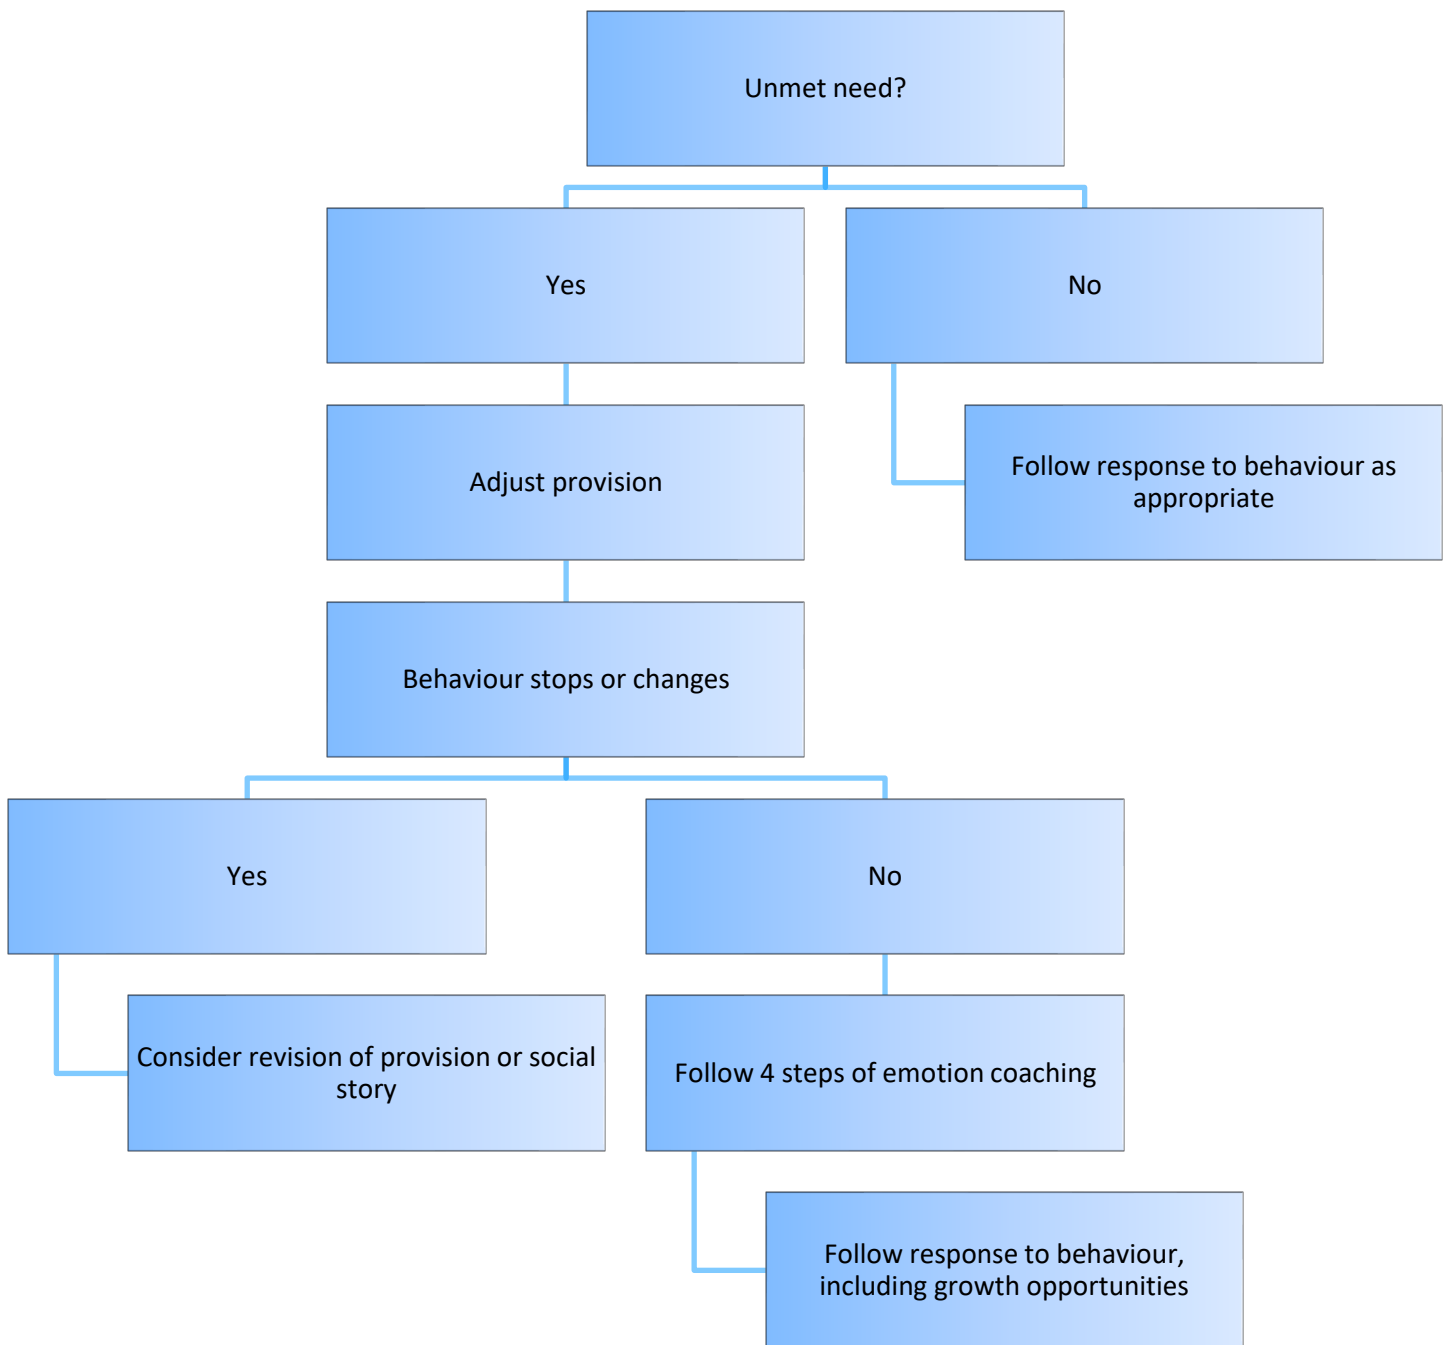 Unmet need?
Yes
No
Adjust provision
Follow response to behaviour as
appropriate
Behaviour stops or changes
Yes
No
Consider revision of provision or social
story
Follow 4 steps of emotion coaching
Follow response to behaviour,
including growth opportunities